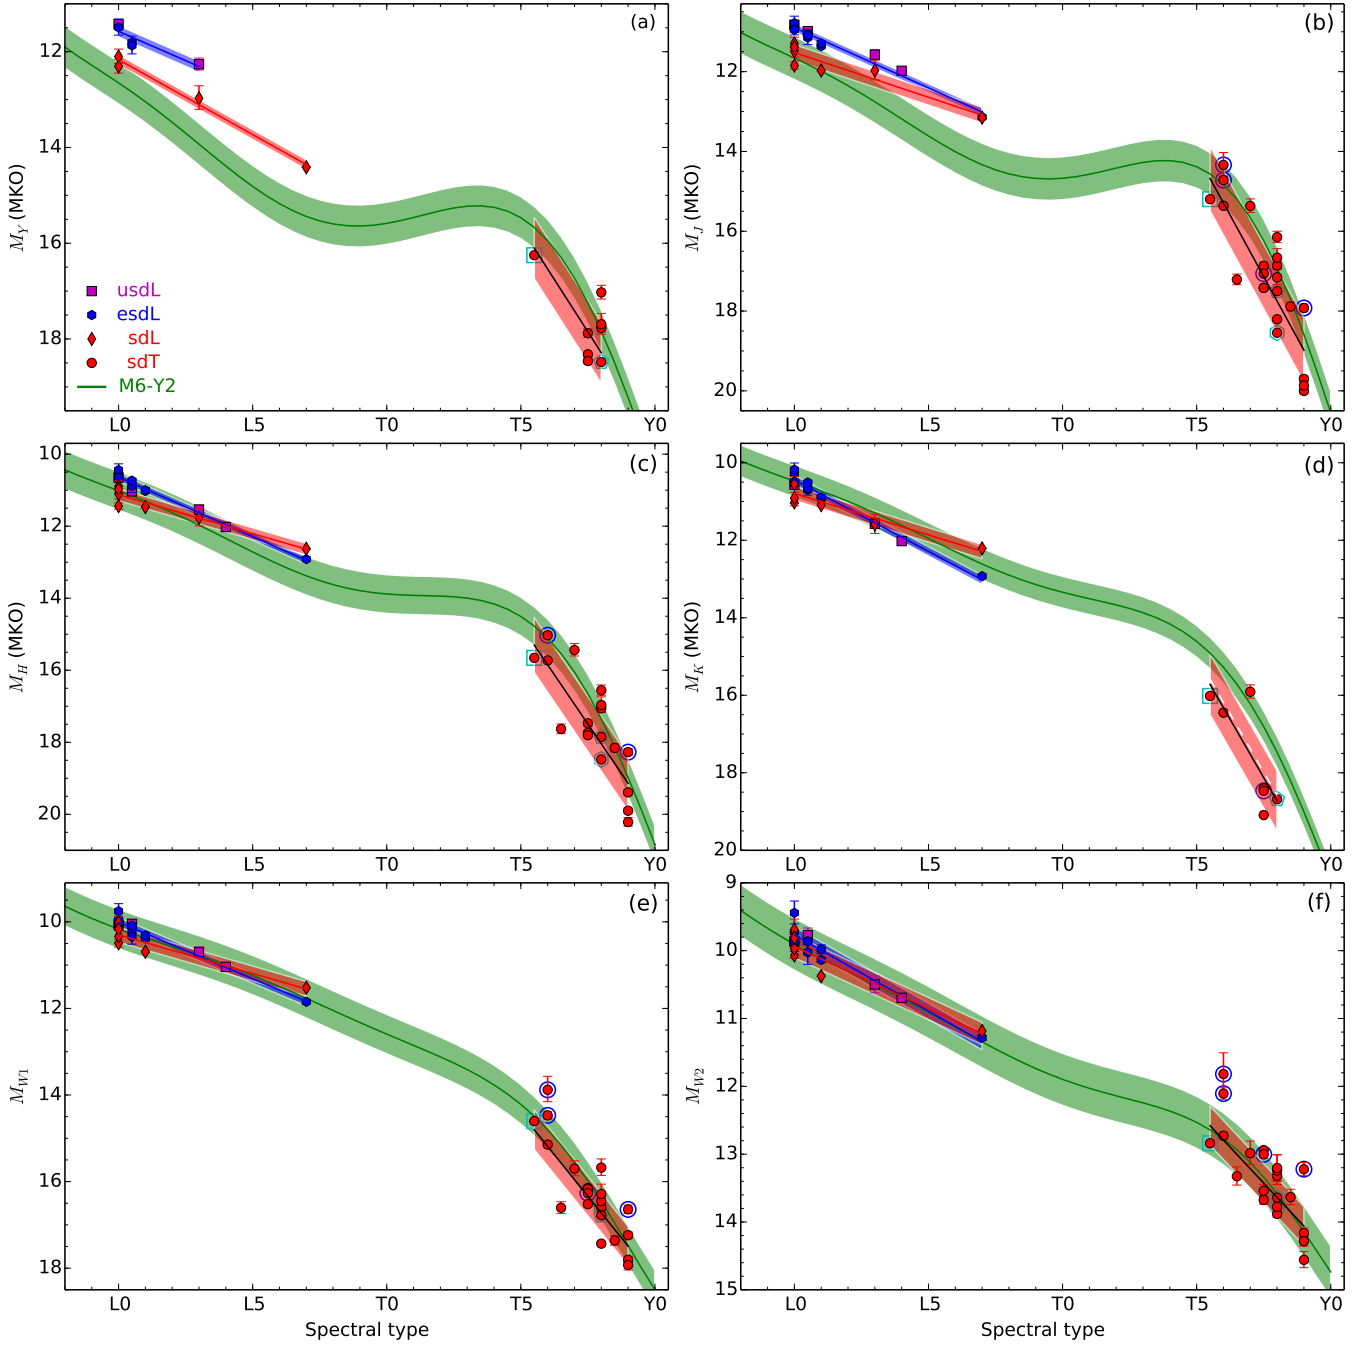 (a)
12
14
16
18
M_Y (MKO)
usdL
esdL
sdL
sdT
M6-Y2
L0 L5 T0 T5 Y0
(b)
12
14
16
18
20
M_J (MKO)
L0 L5 T0 T5 Y0
(c)
10
12
14
16
18
20
M_H (MKO)
L0 L5 T0 T5 Y0
(d)
10
12
14
16
18
20
M_K (MKO)
L0 L5 T0 T5 Y0
(e)
10
12
14
16
18
M_W1
L0 L5 T0 T5 Y0
Spectral type
(f)
9
10
11
12
13
14
15
M_W2
L0 L5 T0 T5 Y0
Spectral type